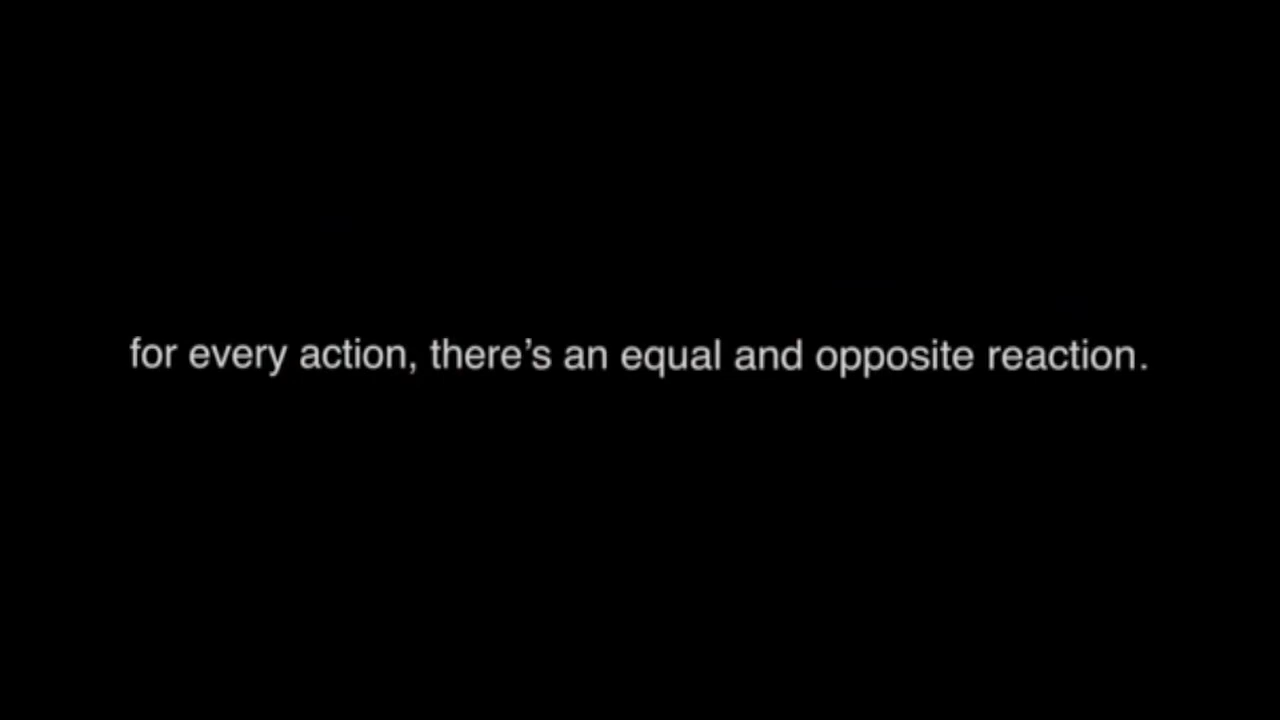 for every action, there’s an equal and opposite reaction.